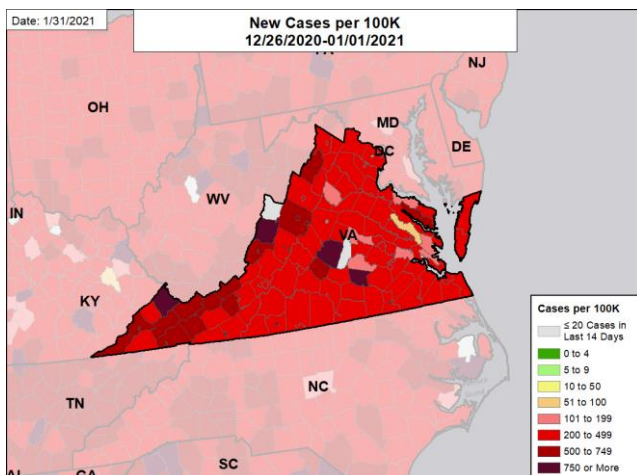 Date: 1/31/2021
New Cases per 100K
12/26/2020-01/01/2021
NJ
OH
MD
DE
DC
WV
IN
VA
KY
NC
TN
SC
Cases per 100K
≤ 20 Cases in
Last 14 Days
0 to 4
5 to 9
10 to 50
51 to 100
101 to 199
200 to 499
500 to 749
750 or More